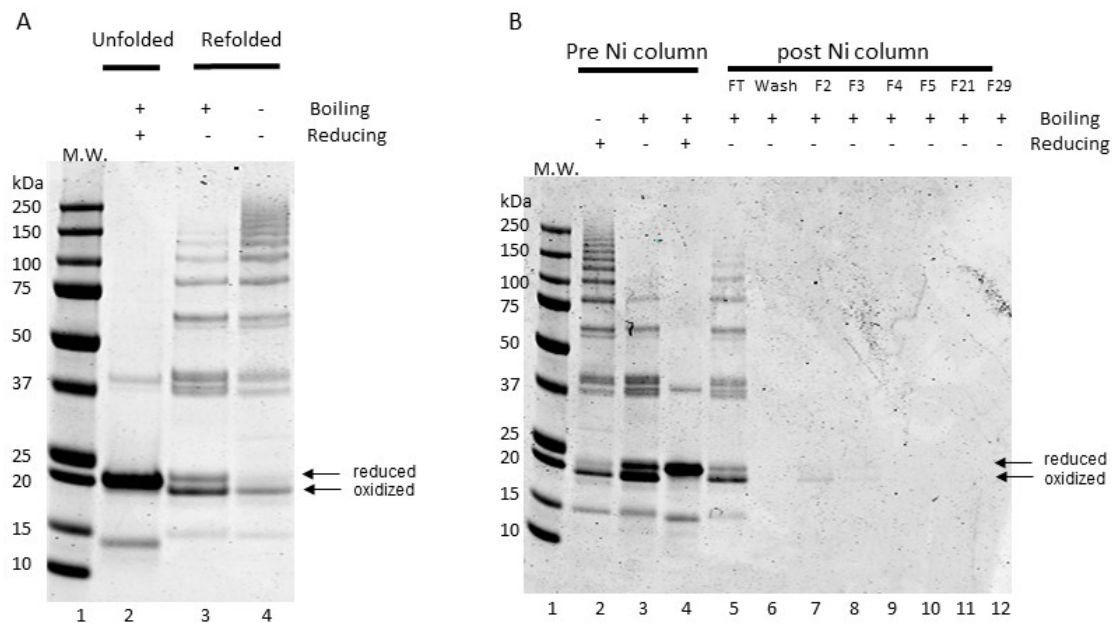 A
Unfolded Refolded
+ + - Boiling
+ - - Reducing
M.W.
kDa
250
150
100
75
50
37
25
20
15
10
reduced
oxidized
1 2 3 4
B
Pre Ni column post Ni column
FT Wash F2 F3 F4 F5 F21 F29
- + + + + + + + + + + Boiling
+ - + - - - - - - - - Reducing
M.W.
kDa
250
150
100
75
50
37
25
20
15
10
reduced
oxidized
1 2 3 4 5 6 7 8 9 10 11 12